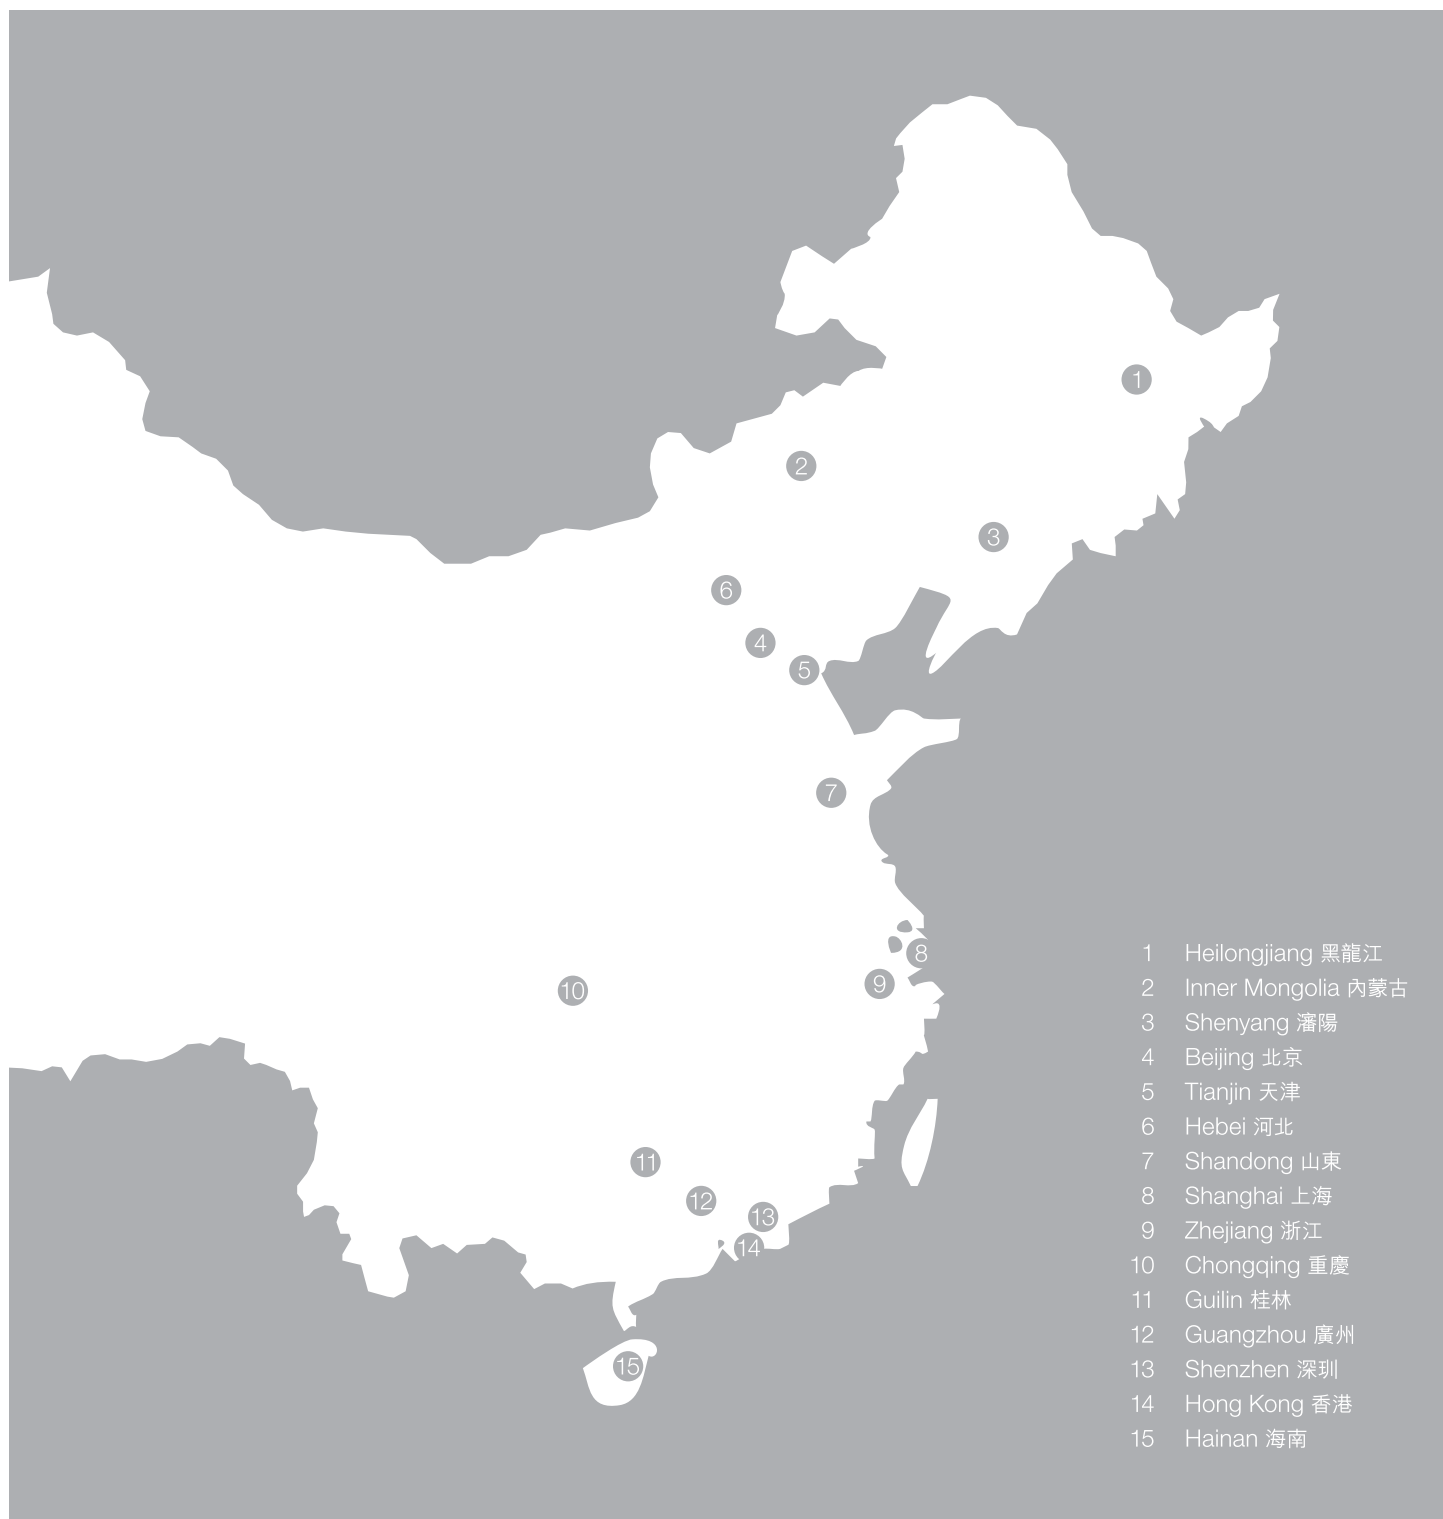 1
2
3
6
4
5
7
8
9
10
11
12
13
14
15
1 Heilongjiang 黑龍江
2 Inner Mongolia 內蒙古
3 Shenyang 瀋陽
4 Beijing 北京
5 Tianjin 天津
6 Hebei 河北
7 Shandong 山東
8 Shanghai 上海
9 Zhejiang 浙江
10 Chongqing 重慶
11 Guilin 桂林
12 Guangzhou 廣州
13 Shenzhen 深圳
14 Hong Kong 香港
15 Hainan 海南